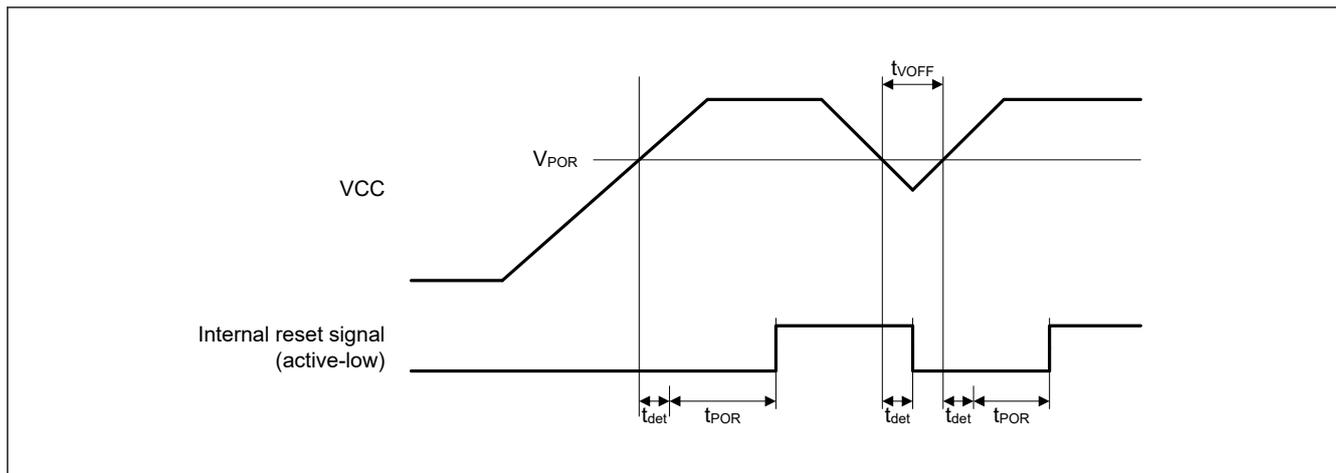 tVOFF
VPOR
VCC
Internal reset signal
(active-low)
tdet
tPOR
tdet
tdet
tPOR